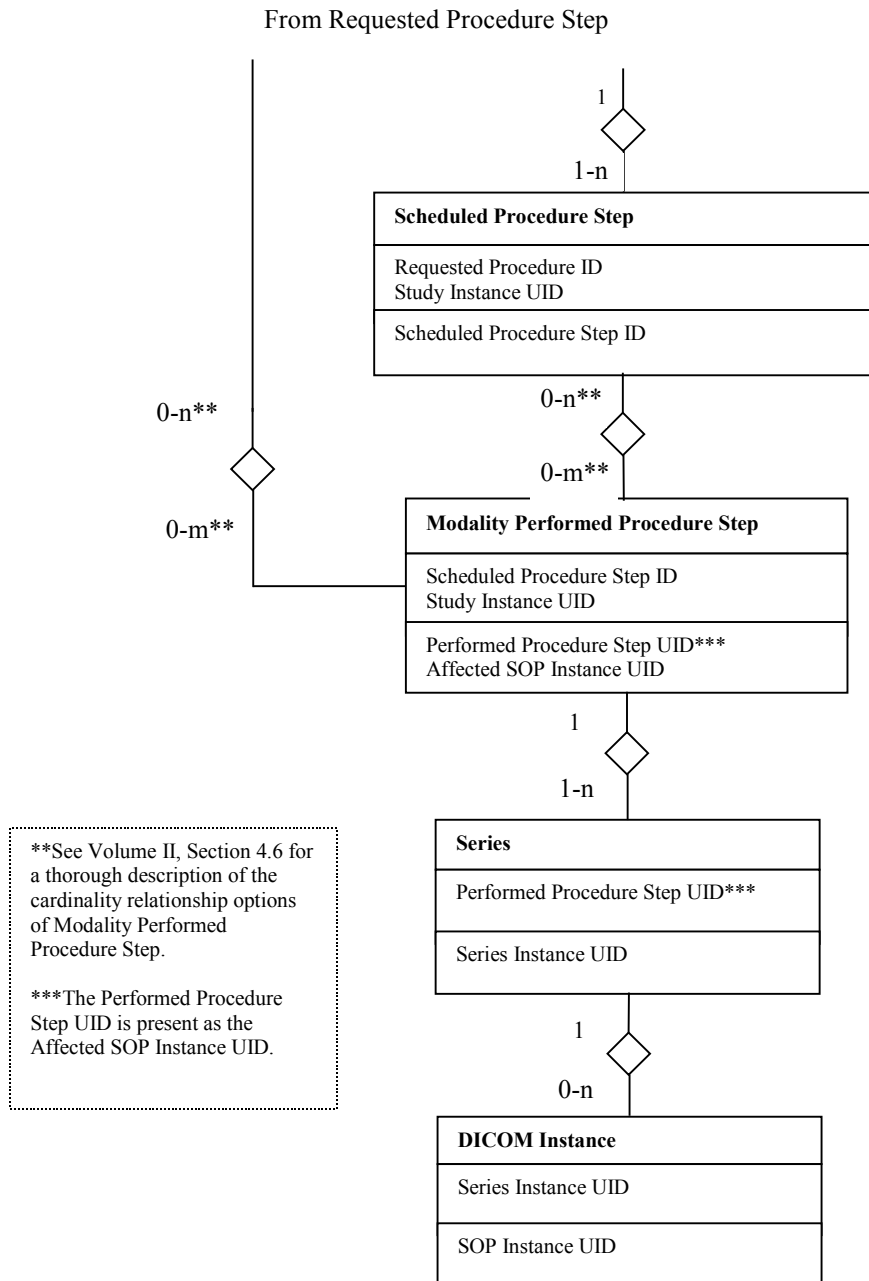 From Requested Procedure Step
1
1-n
Scheduled Procedure Step
Requested Procedure ID
Study Instance UID
Scheduled Procedure Step ID
0-n**
0-n**
0-m**
0-m**
Modality Performed Procedure Step
Scheduled Procedure Step ID
Study Instance UID
Performed Procedure Step UID***
Affected SOP Instance UID
1
1-n
**See Volume II, Section 4.6 for
a thorough description of the
cardinality relationship options
of Modality Performed
Procedure Step.
***The Performed Procedure
Step UID is present as the
Affected SOP Instance UID.
Series
Performed Procedure Step UID***
Series Instance UID
1
0-n
DICOM Instance
Series Instance UID
SOP Instance UID